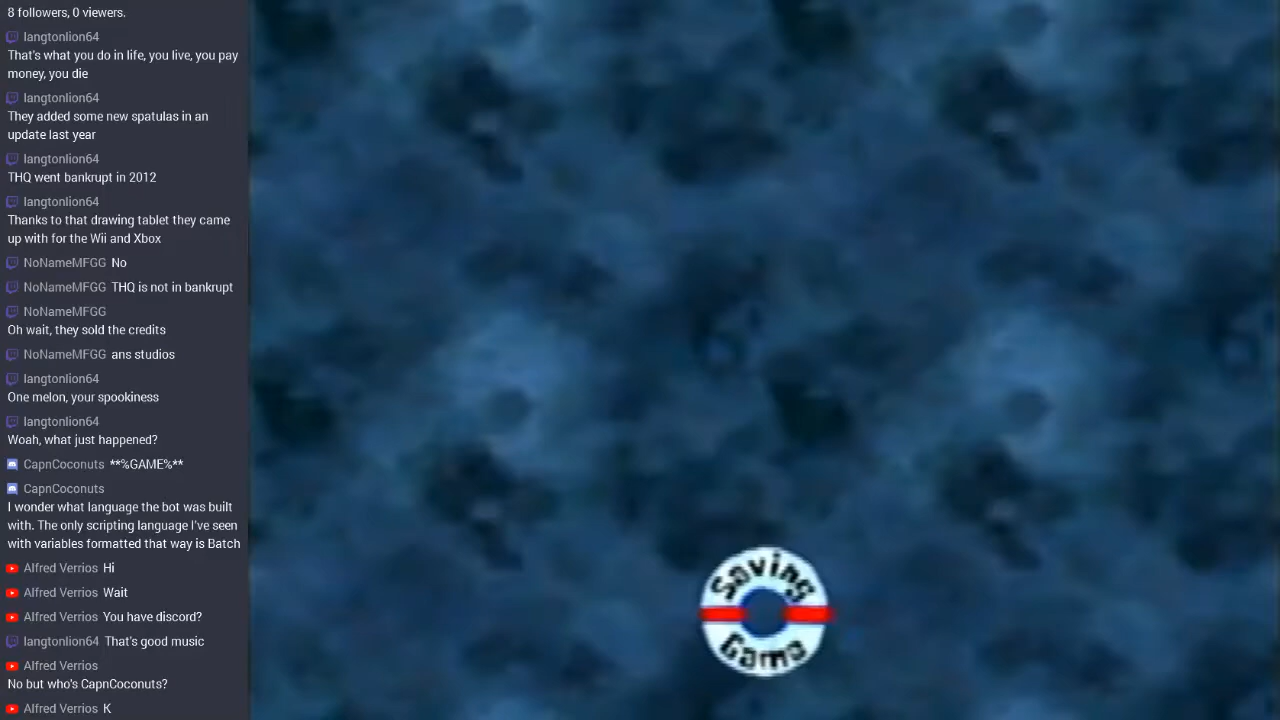 8 followers, 0 viewers.
langtonlion64
That's what you do in life, you live, you pay
money, you die
langtonlion64
They added some new spatulas in an
update last year
langtonlion64
THQ went bankrupt in 2012
langtonlion64
Thanks to that drawing tablet they came
up with for the Wii and Xbox
NoNameMFGG No
NoNameMFGG THQ is not in bankrupt
NoNameMFGG
Oh wait, they sold the credits
NoNameMFGG ans studios
langtonlion64
One melon, your spookiness
langtonlion64
Woah, what just happened?
CapnCoconuts **%GAME%**
CapnCoconuts
I wonder what language the bot was built
with. The only scripting language I've seen
with variables formatted that way is Batch
Alfred Verrios Hi
Alfred Verrios Wait
Alfred Verrios You have discord?
langtonlion64 That's good music
Alfred Verrios
No but who's CapnCoconuts?
Alfred Verrios K
Saving
Game